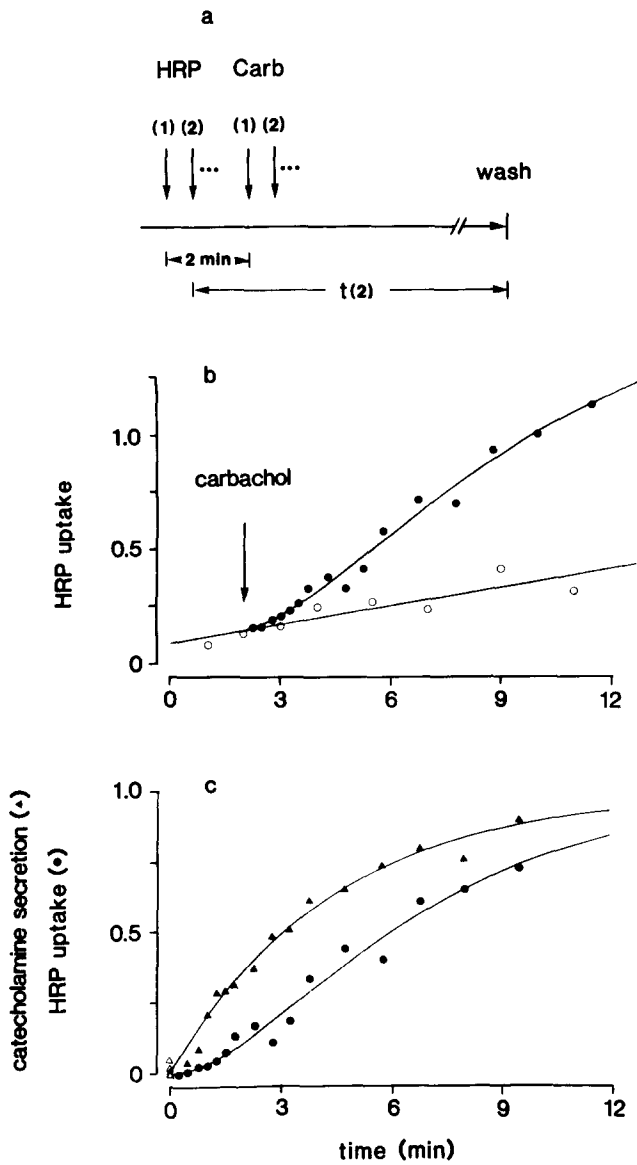 a
HRP Carb
(1) (2) (1) (2)
... ...
wash
2 min
t(2)
b
1.0
carbachol
0.5
HRP uptake
0
0 3 6 9 12
c
1.0
catecholamine secretion (▲)
HRP uptake (●)
0.5
0
0 3 6 9 12
time (min)